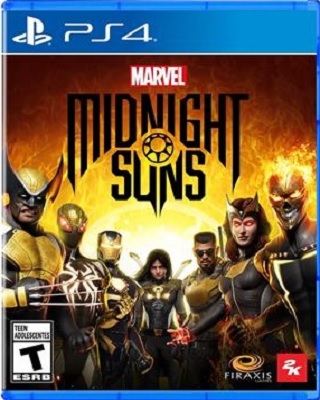 PS4
MARVEL
MIDNIGHT
SUNS
TEEN
ADOLESCENTES
T
ESRB
FIRAXIS
2K